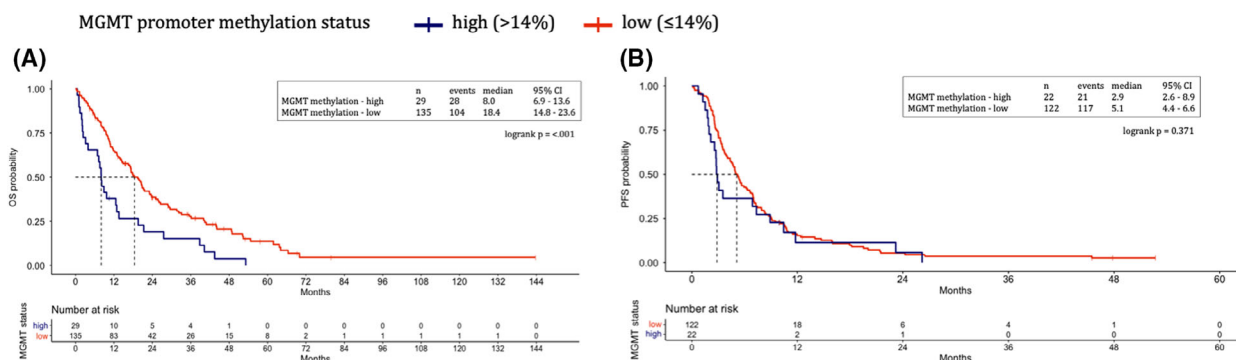 MGMT promoter methylation status high (>14%) low (≤14%)
(A)
n events median 95% CI
MGMT methylation - high 29 28 8.0 6.9 - 13.6
MGMT methylation - low 135 104 18.4 14.8 - 23.6
logrank p = <.001
OS probability
1.00
0.75
0.50
0.25
0.00
0 12 24 36 48 60 72 84 96 108 120 132 144
Months
Number at risk
MGMT status
high 29 10 5 4 1 0 0 0 0 0 0 0 0
low 135 83 42 26 15 8 2 1 1 1 1 1 0
0 12 24 36 48 60 72 84 96 108 120 132 144
Months
(B)
n events median 95% CI
MGMT methylation - high 22 21 2.9 2.6 - 8.9
MGMT methylation - low 122 117 5.1 4.4 - 6.6
logrank p = 0.371
PFS probability
1.00
0.75
0.50
0.25
0.00
0 12 24 36 48 60
Months
Number at risk
MGMT status
low 122 18 6 4 1 0
high 22 2 1 0 0 0
0 12 24 36 48 60
Months